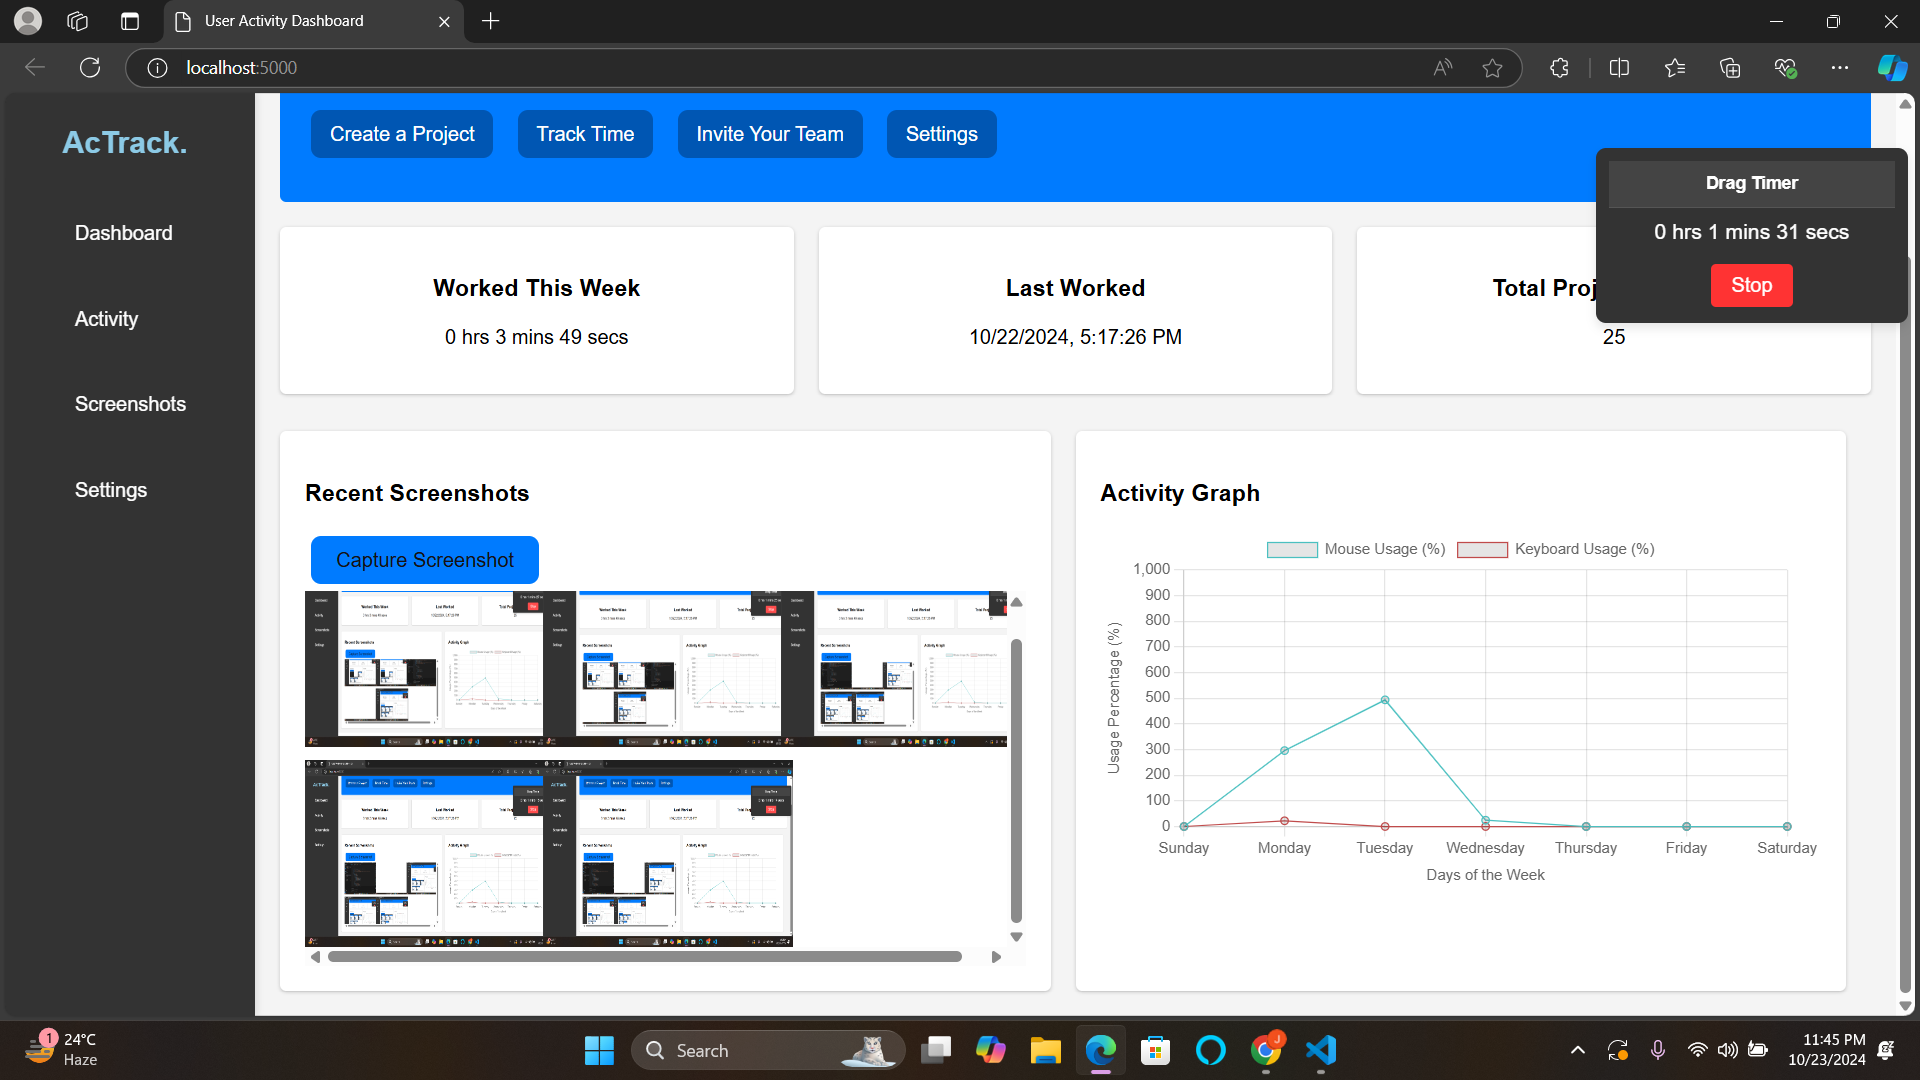 User Activity Dashboard
localhost:5000
AcTrack.
Dashboard
Activity
Screenshots
Settings
Create a Project
Track Time
Invite Your Team
Settings
Drag Timer
0 hrs 1 mins 31 secs
Stop
Worked This Week
0 hrs 3 mins 49 secs
Last Worked
10/22/2024, 5:17:26 PM
Total Proj
25
Recent Screenshots
Capture Screenshot
Activity Graph
Mouse Usage (%)
Keyboard Usage (%)
1,000
900
800
700
600
500
400
300
200
100
0
Usage Percentage (%)
Sunday
Monday
Tuesday
Wednesday
Thursday
Friday
Saturday
Days of the Week
1
24°C
Haze
Search
J
11:45 PM
10/23/2024